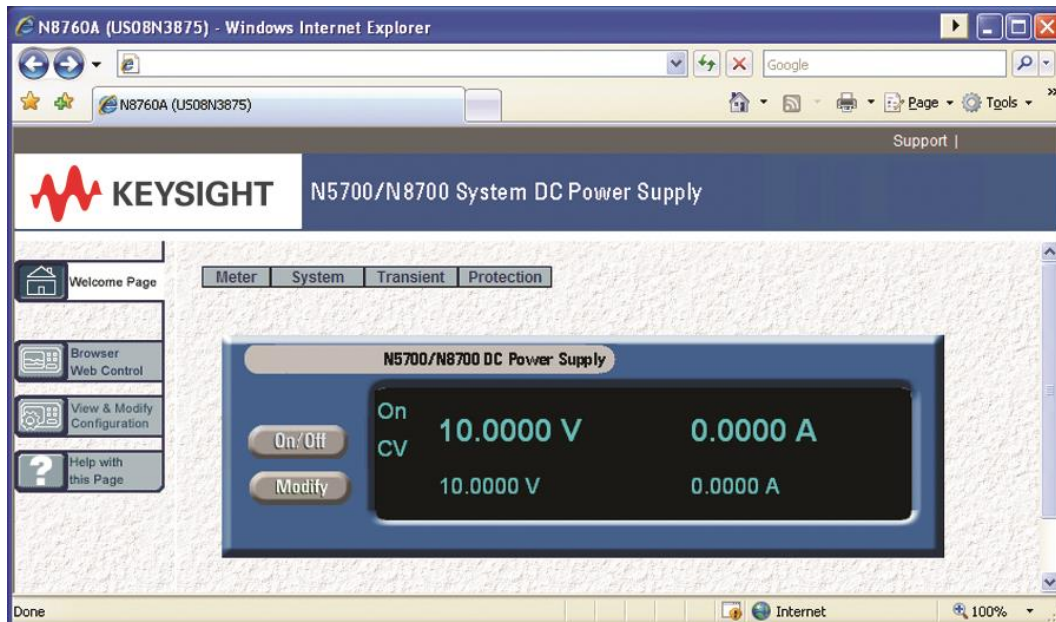 N8760A (US08N3875) - Windows Internet Explorer
Google
N8760A (US08N3875)
Page
Tools
»
Support |
KEYSIGHT
N5700/N8700 System DC Power Supply
Welcome Page
Meter System Transient Protection
Browser
Web Control
View & Modify
Configuration
Help with
this Page
N5700/N8700 DC Power Supply
On/Off
On
CV
10.0000 V 0.0000 A
Modify
10.0000 V 0.0000 A
Done
Internet
100%